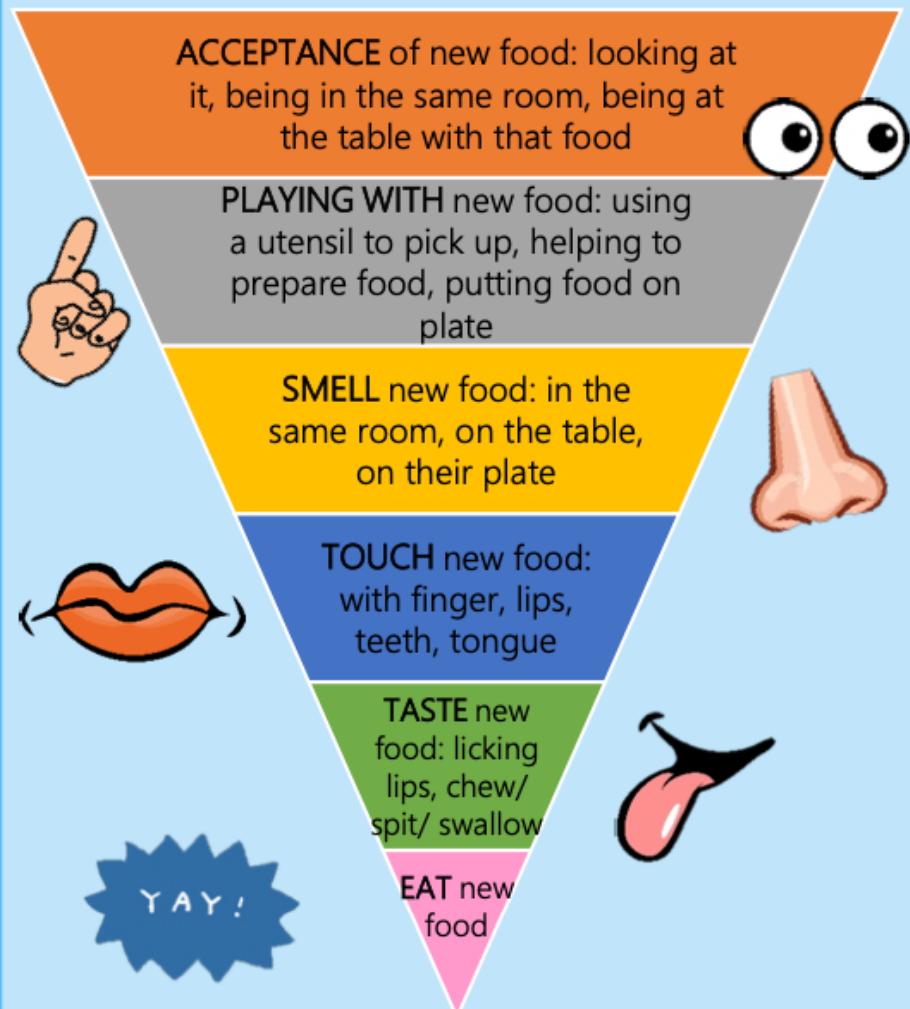 ACCEPTANCE of new food: looking at
it, being in the same room, being at
the table with that food
PLAYING WITH new food: using
a utensil to pick up, helping to
prepare food, putting food on
plate
SMELL new food: in the
same room, on the table,
on their plate
TOUCH new food:
with finger, lips,
teeth, tongue
TASTE new
food: licking
lips, chew/
spit/ swallow
YAY!
EAT new
food